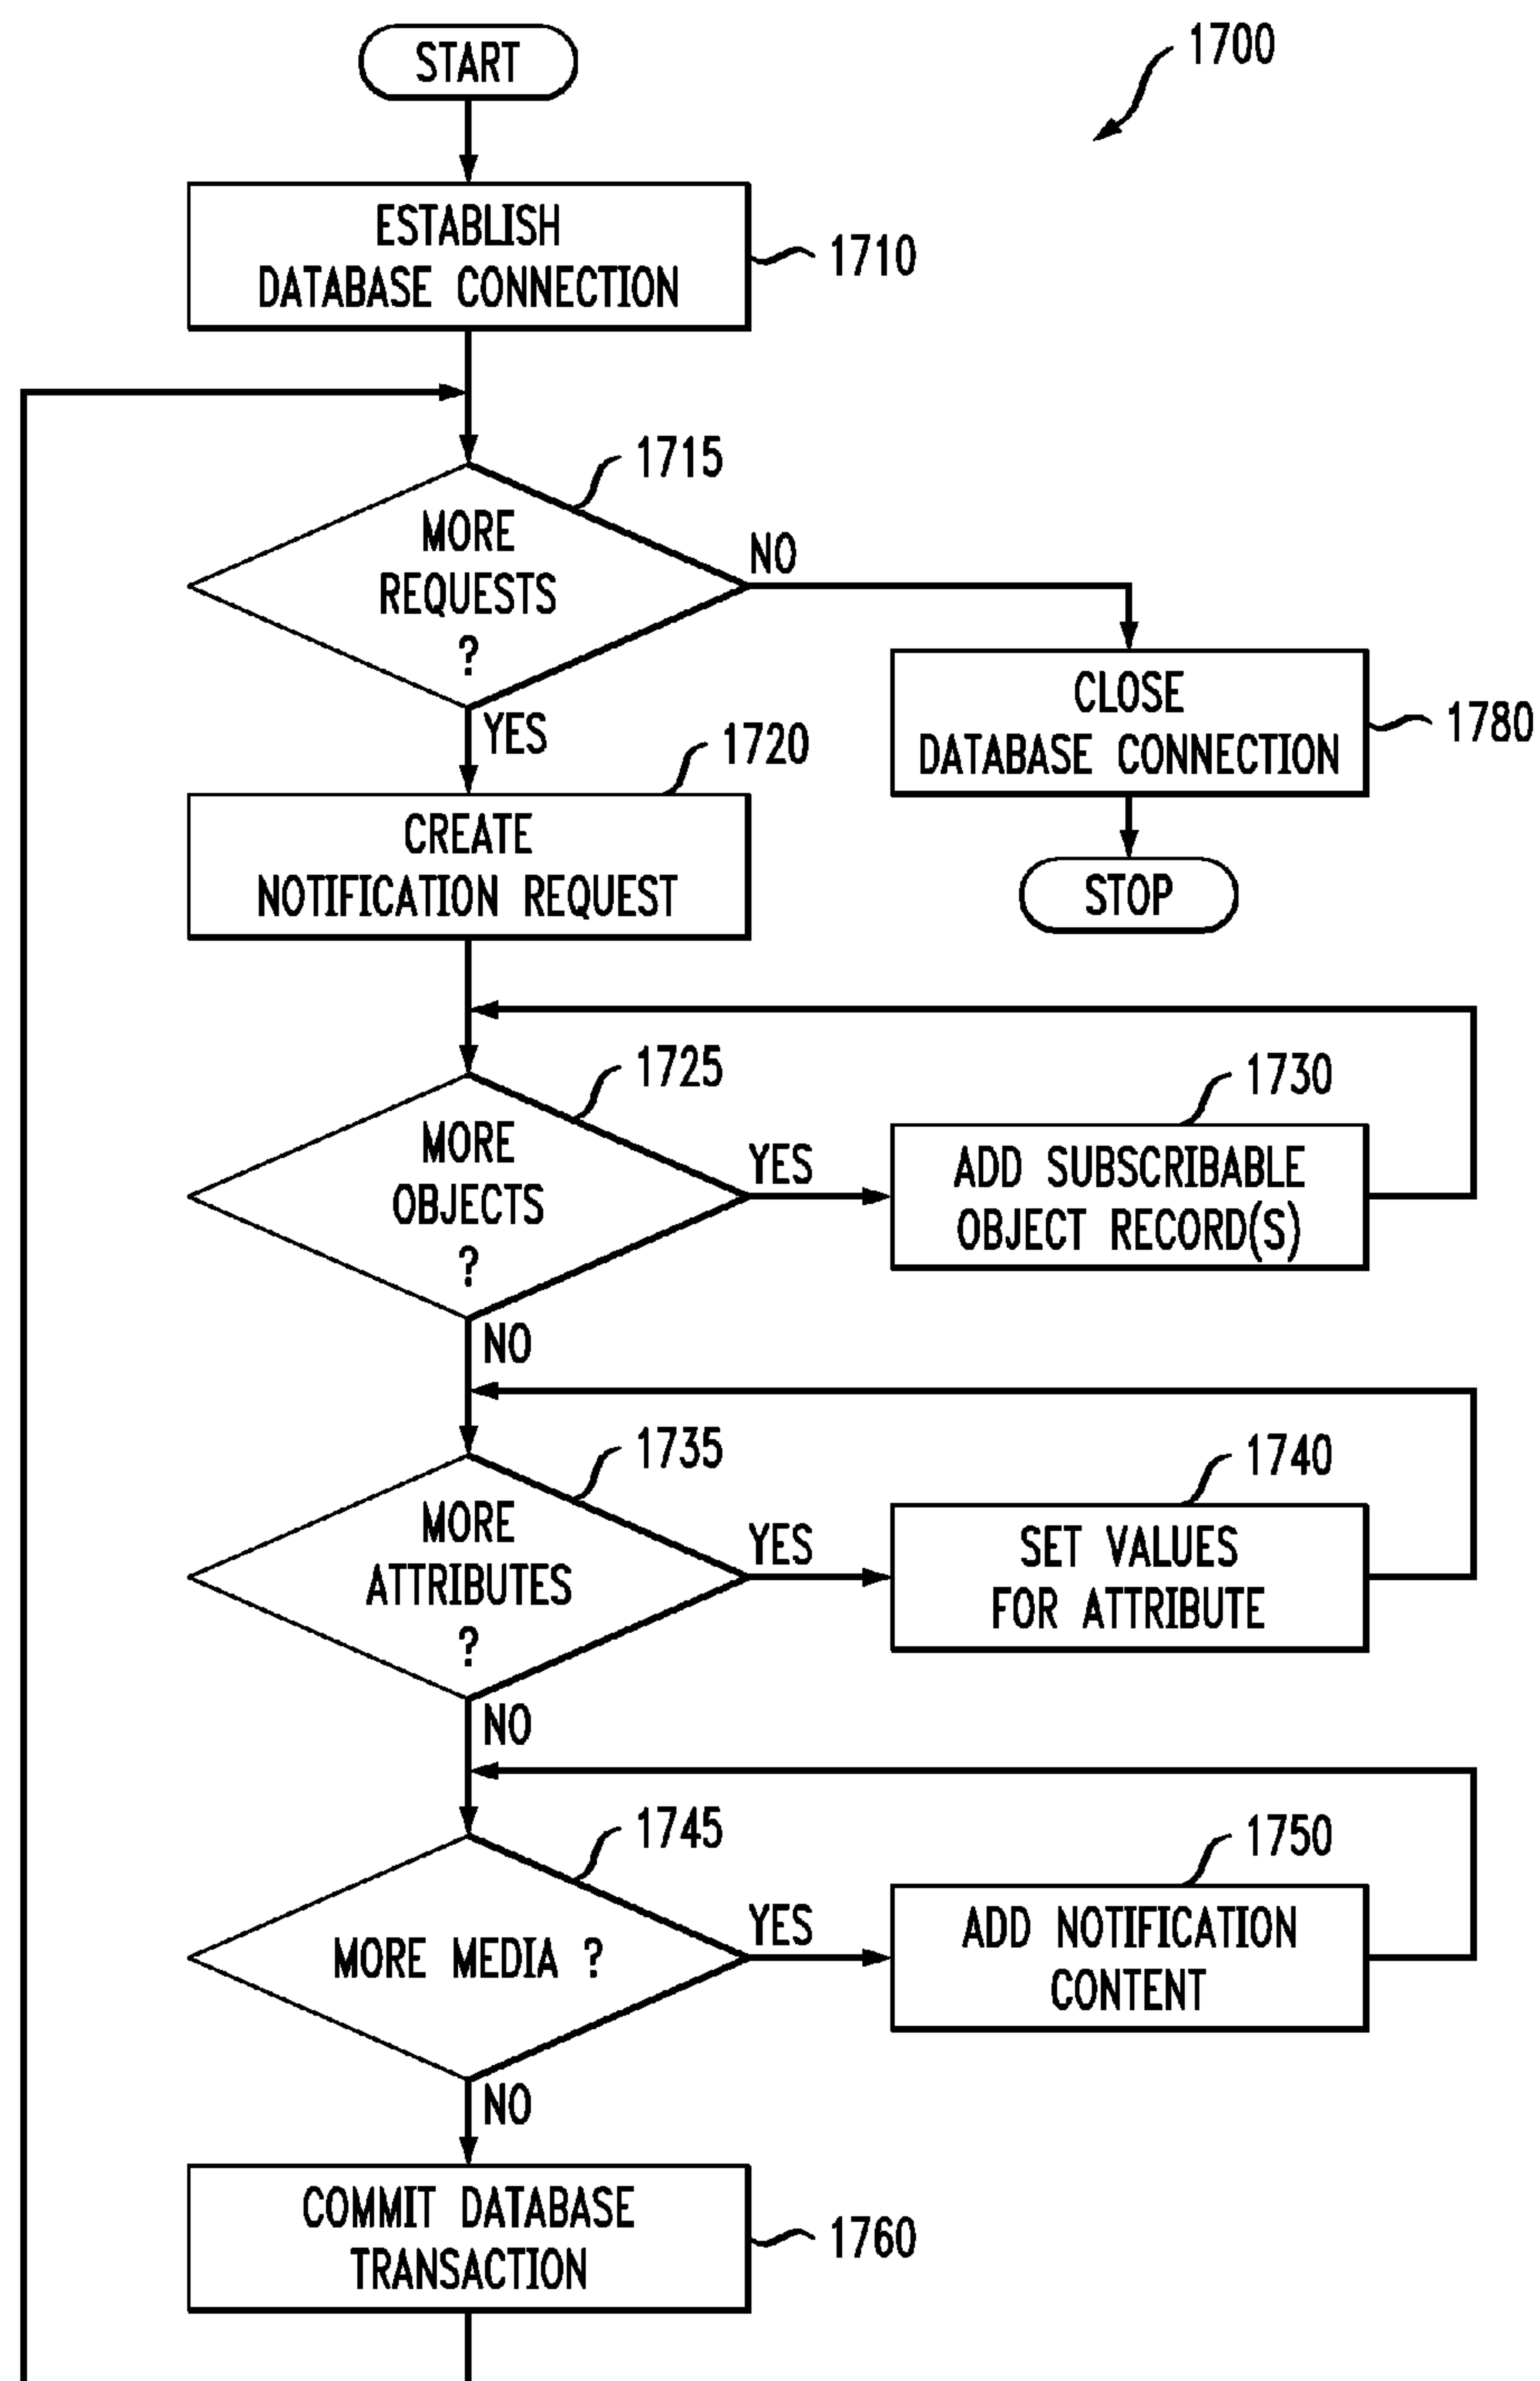 START
1700
ESTABLISH
DATABASE CONNECTION
1710
1715
MORE
REQUESTS
?
NO
YES
CLOSE
DATABASE CONNECTION
1780
1720
CREATE
NOTIFICATION REQUEST
STOP
1725
MORE
OBJECTS
?
YES
1730
ADD SUBSCRIBABLE
OBJECT RECORD(S)
NO
1735
MORE
ATTRIBUTES
?
YES
1740
SET VALUES
FOR ATTRIBUTE
NO
1745
MORE MEDIA ?
YES
1750
ADD NOTIFICATION
CONTENT
NO
COMMIT DATABASE
TRANSACTION
1760